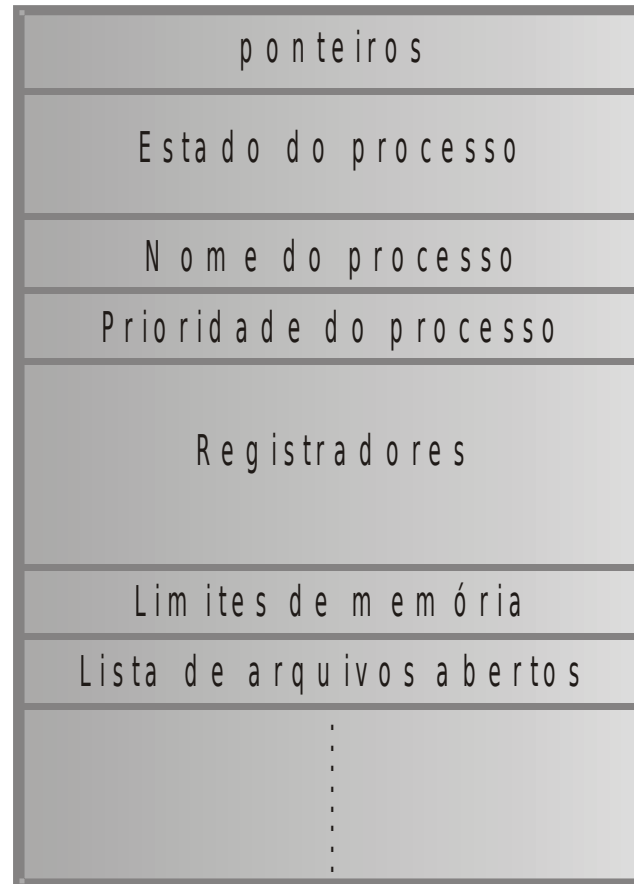 ponteiros
Estado do processo
Nome do processo
Prioridade do processo
Registradores
Limites de memória
Lista de arquivos abertos